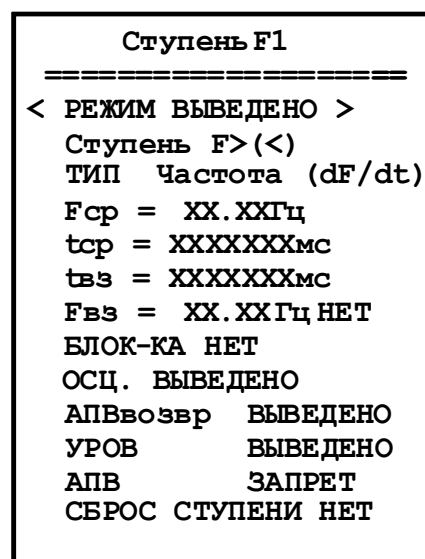 Ступень F1
====================
< РЕЖИМ ВЫВЕДЕНО >
Ступень F>(<)
ТИП Частота (dF/dt)
Fср = XX.XXГц
tср = XXXXXXXмс
tвз = XXXXXXXмс
Fвз = XX.XXГц НЕТ
БЛОК-КА НЕТ
ОСЦ. ВЫВЕДЕНО
АПВвозвр ВЫВЕДЕНО
УРОВ ВЫВЕДЕНО
АПВ ЗАПРЕТ
СБРОС СТУПЕНИ НЕТ